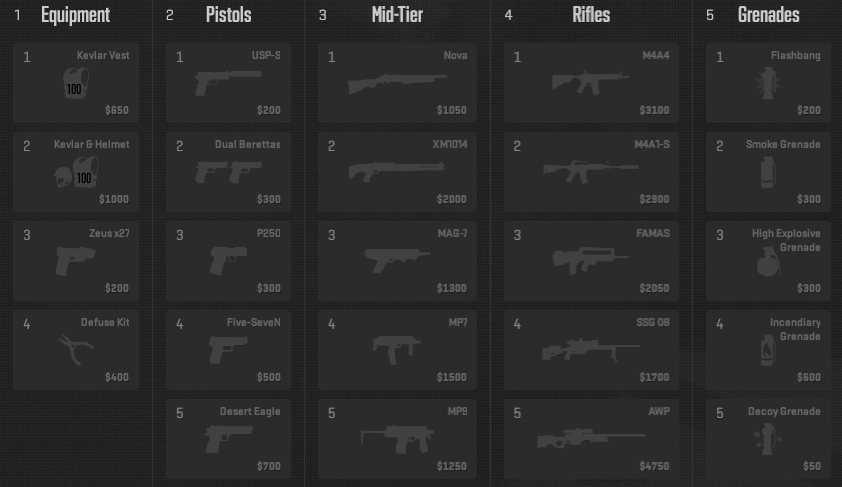 1 Equipment
1 Kevlar Vest
100
$650
2 Kevlar & Helmet
100
$1000
3 Zeus x27
$200
4 Defuse Kit
$400
2 Pistols
1 USP-S
$200
2 Dual Berettas
$300
3 P250
$300
4 Five-SeveN
$500
5 Desert Eagle
$700
3 Mid-Tier
1 Nova
$1050
2 XM1014
$2000
3 MAG-7
$1300
4 MP7
$1500
5 MP9
$1250
4 Rifles
1 M4A4
$3100
2 M4A1-S
$2900
3 FAMAS
$2050
4 SSG 08
$1700
5 AWP
$4750
5 Grenades
1 Flashbang
$200
2 Smoke Grenade
$300
3 High Explosive
Grenade
$300
4 Incendiary
Grenade
$600
5 Decoy Grenade
$50